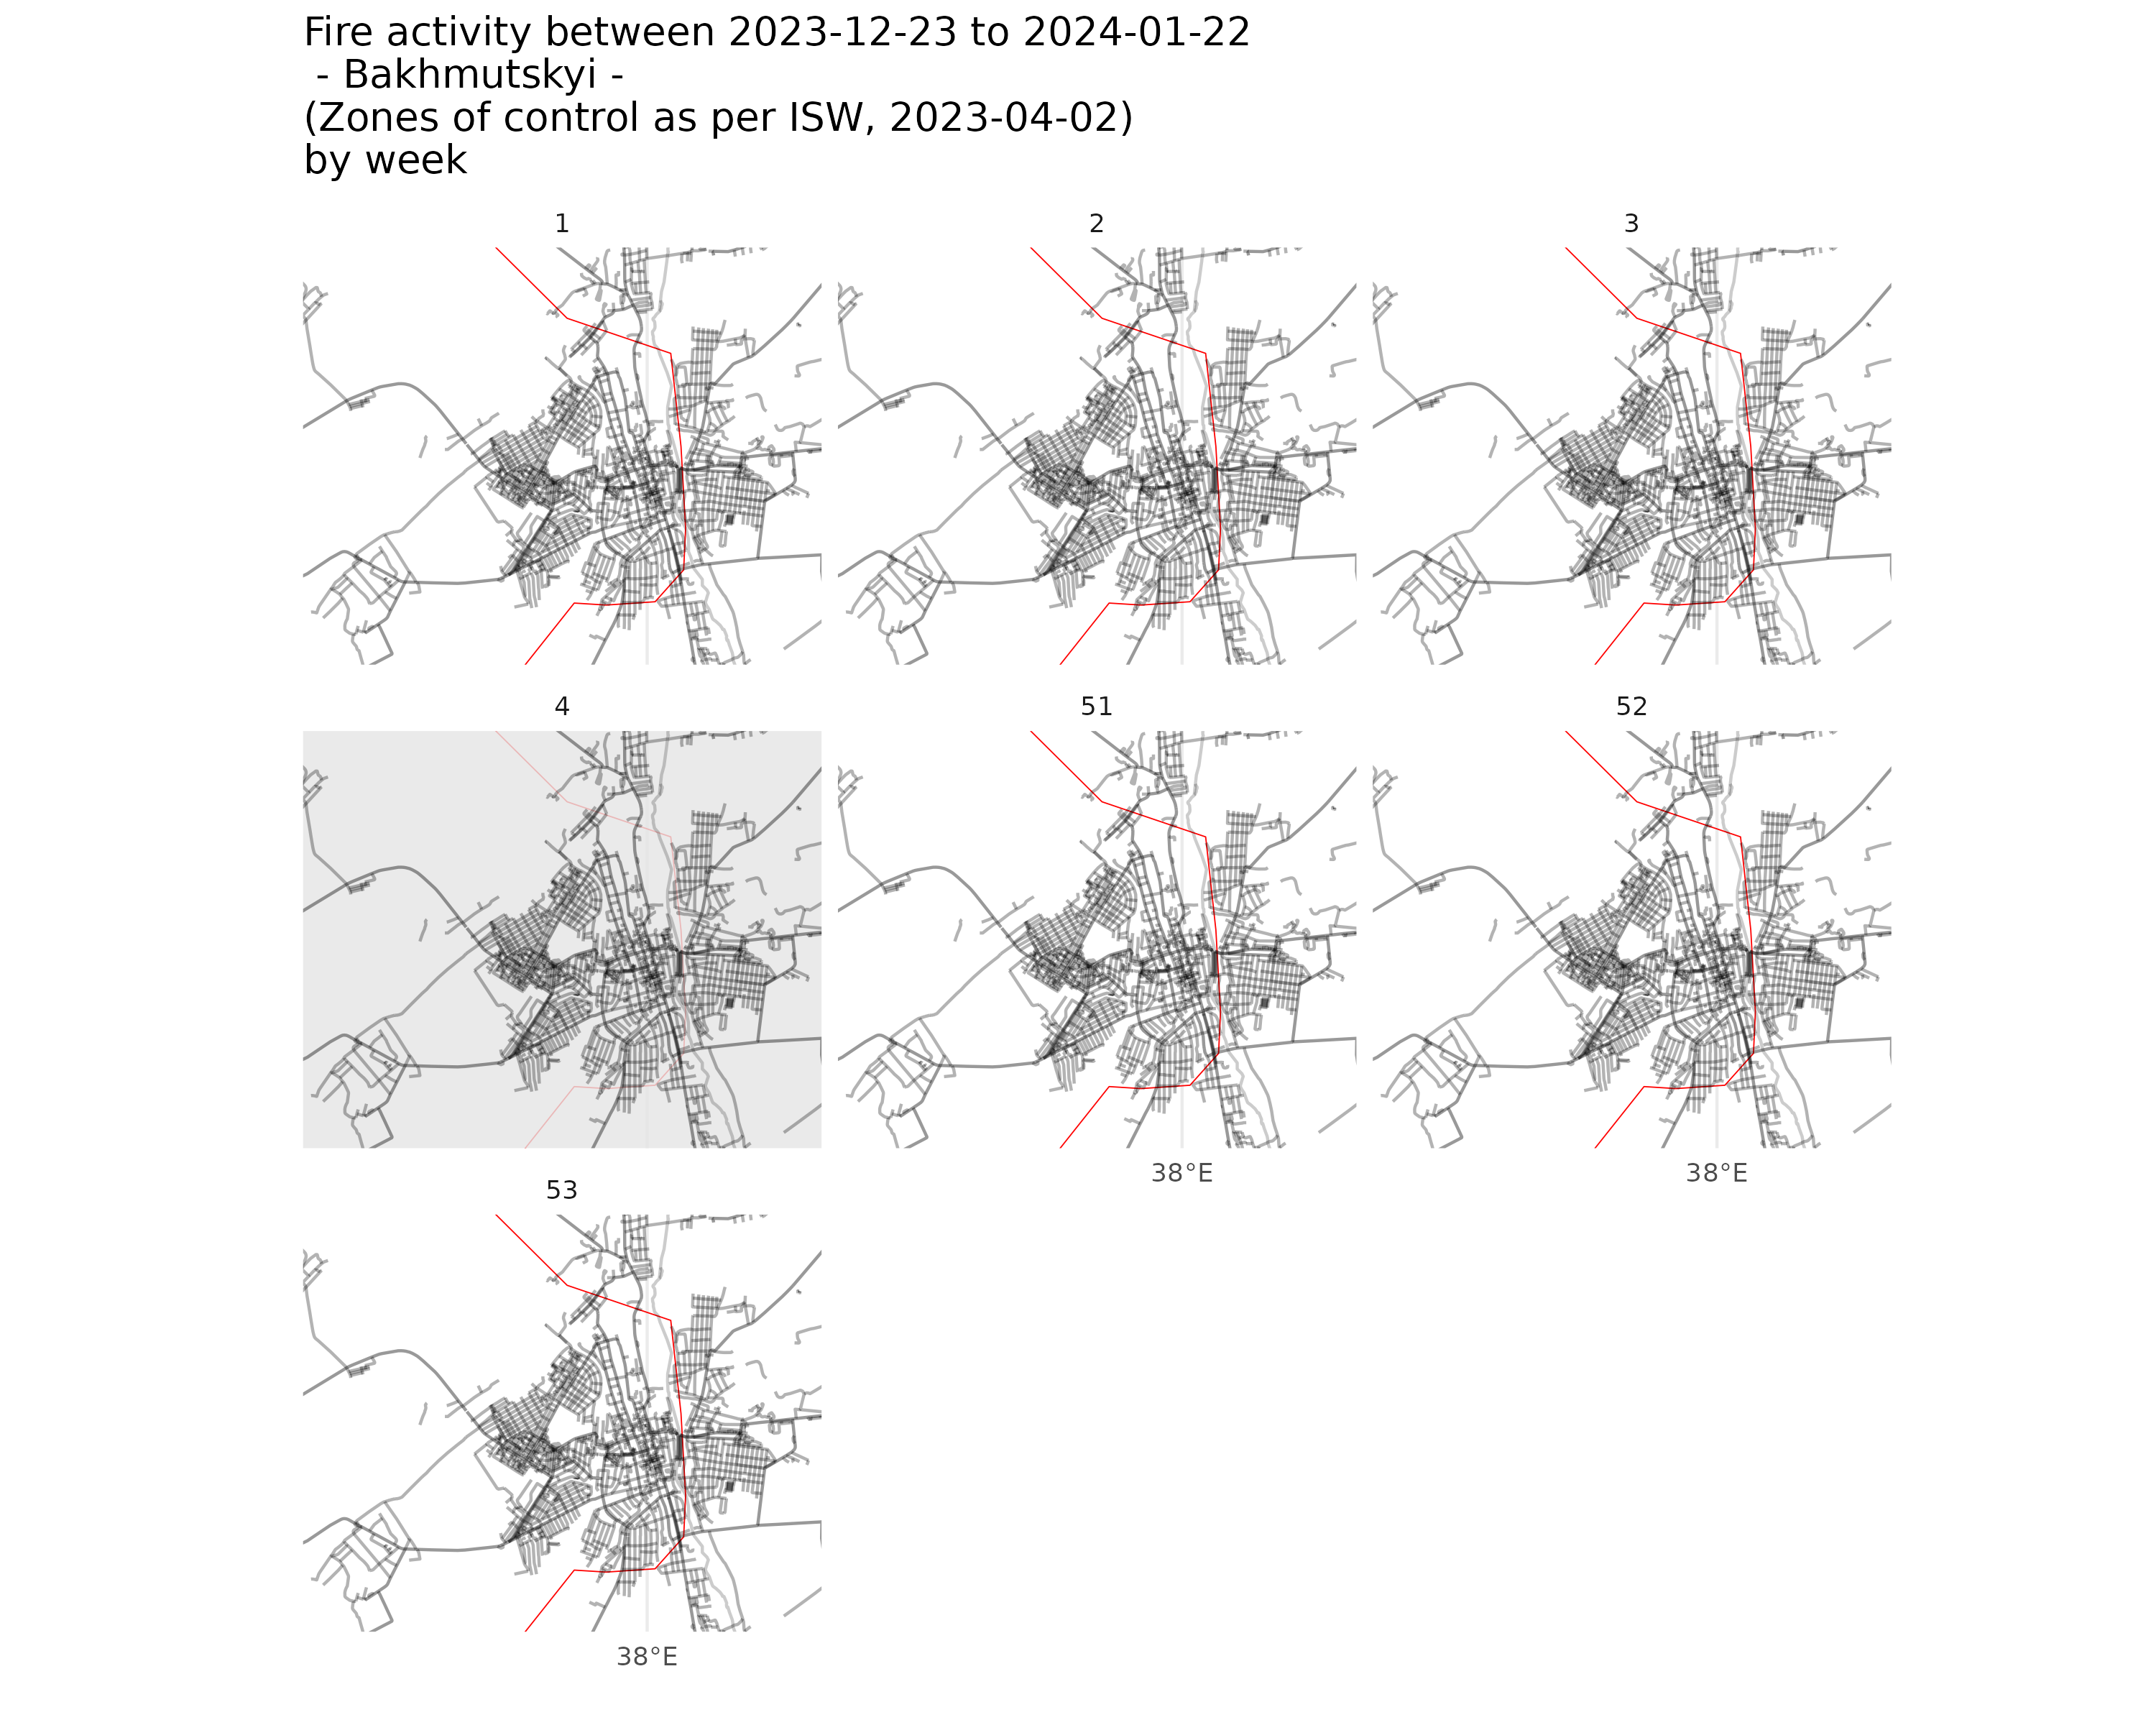 Fire activity between 2023-12-23 to 2024-01-22
- Bakhmutskyi -
(Zones of control as per ISW, 2023-04-02)
by week
1
2
3
4
51
52
38°E
38°E
53
38°E